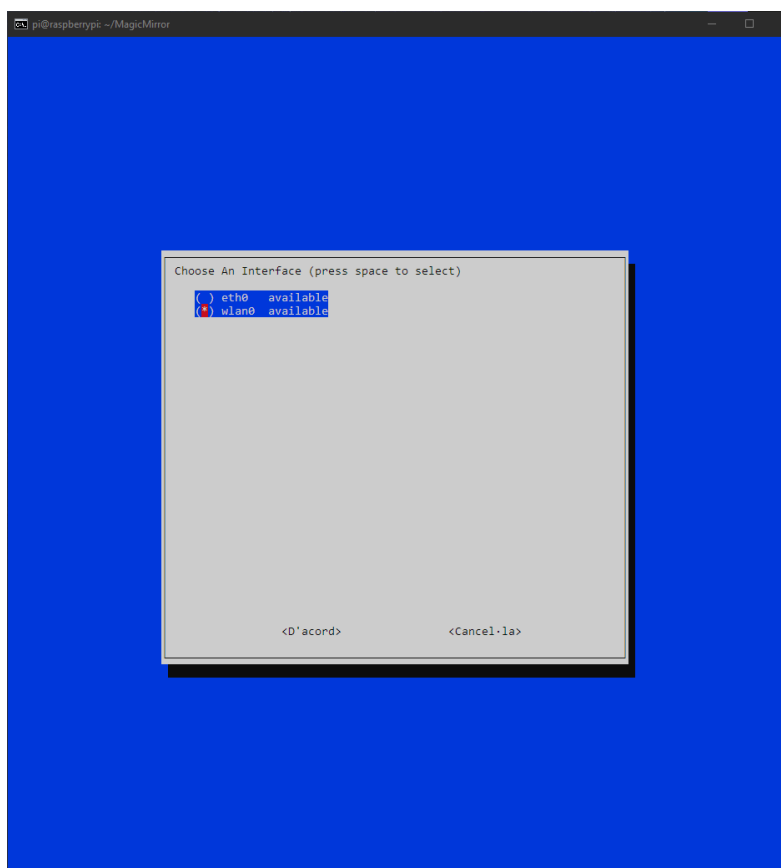 pi@raspberrypi: ~/MagicMirror
Choose An Interface (press space to select)
( ) eth0 available
(*) wlan0 available
<D'acord> <Cancel·la>